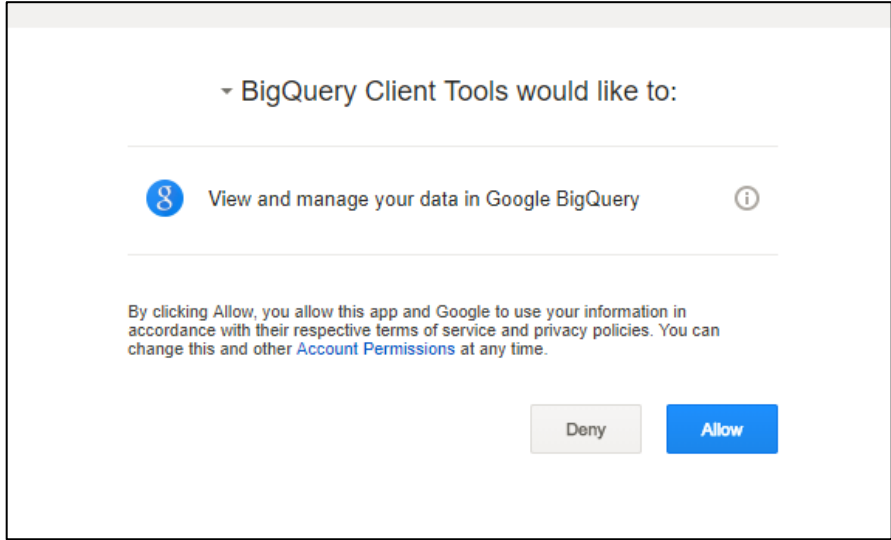 BigQuery Client Tools would like to:
g
View and manage your data in Google BigQuery
i
By clicking Allow, you allow this app and Google to use your information in
accordance with their respective terms of service and privacy policies. You can
change this and other Account Permissions at any time.
Deny
Allow